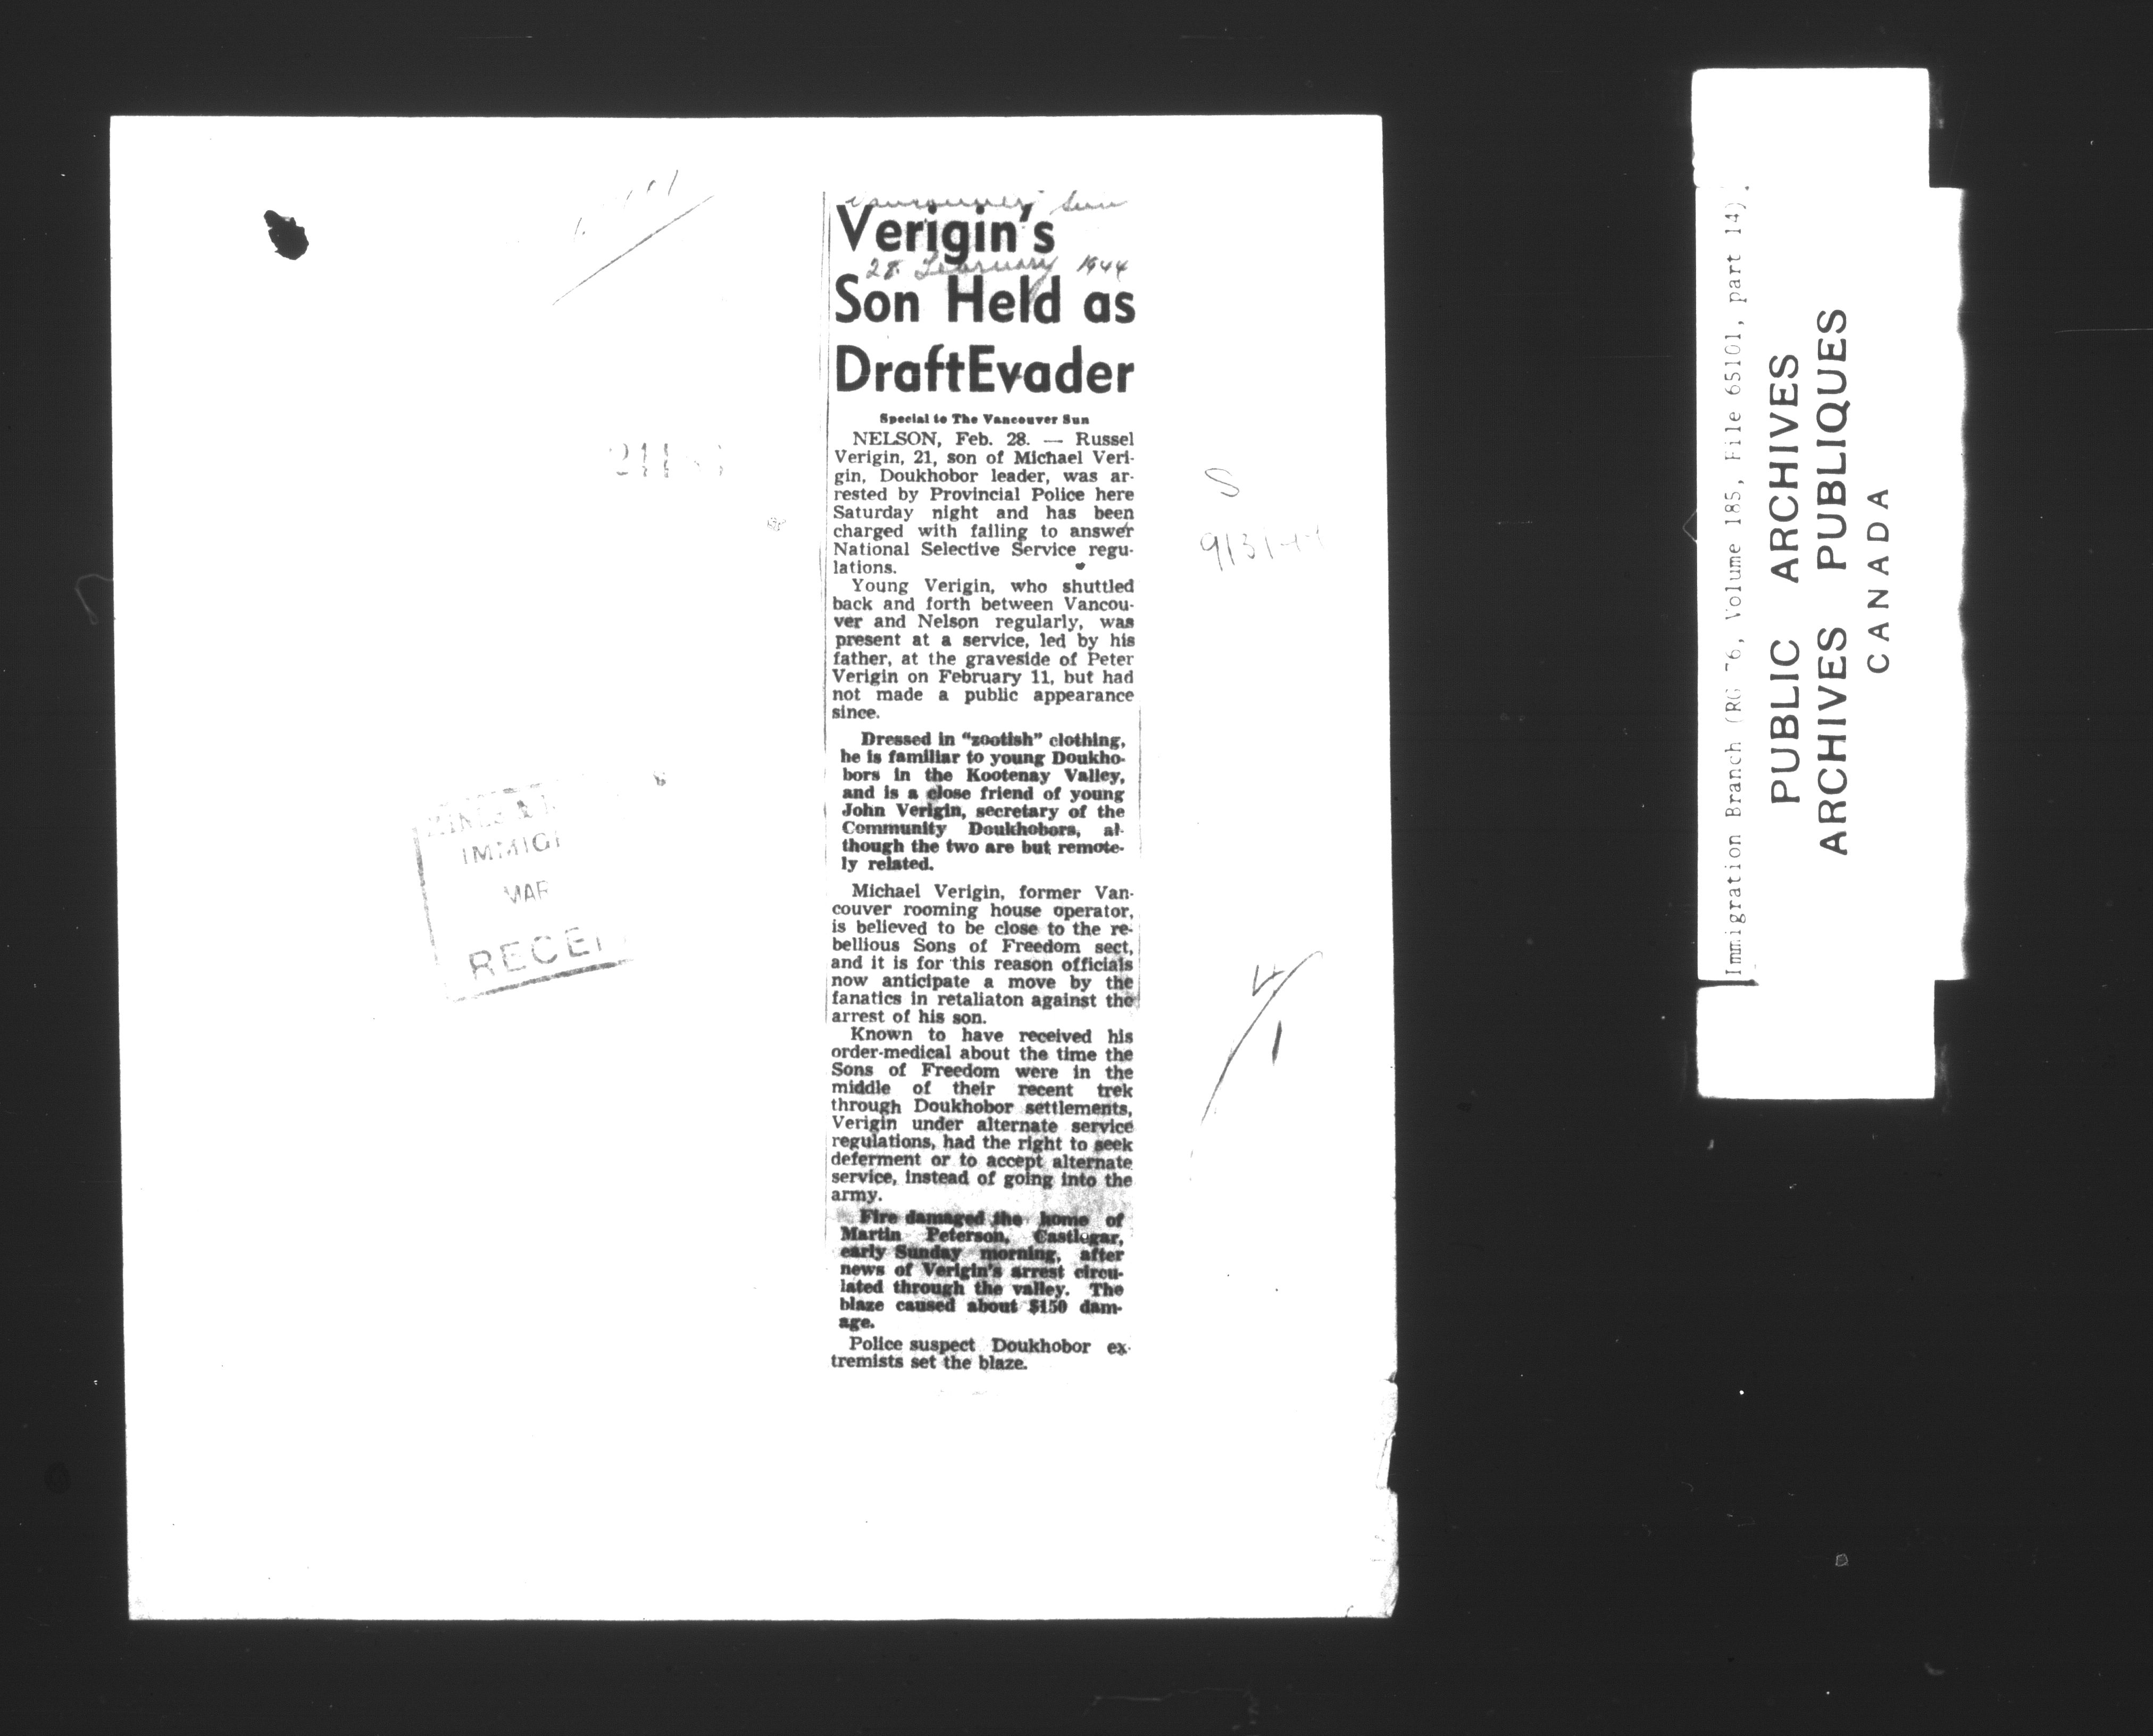 Vancouver Sun
Verigin's
28 February 1944
Son Held as
DraftEvader
Special to The Vancouver Sun
NELSON, Feb. 28. — Russel
Verigin, 21, son of Michael Veri-
gin, Doukhobor leader, was ar-
rested by Provincial Police here
Saturday night and has been
charged with failing to answer
National Selective Service regu-
lations.
Young Verigin, who shuttled
back and forth between Vancou-
ver and Nelson regularly, was
present at a service, led by his
father, at the graveside of Peter
Verigin on February 11, but had
not made a public appearance
since.
Dressed in "zootish" clothing,
he is familiar to young Doukho-
bors in the Kootenay Valley,
and is a close friend of young
John Verigin, secretary of the
Community Doukhobors, al-
though the two are but remote-
ly related.
Michael Verigin, former Van-
couver rooming house operator,
is believed to be close to the re-
bellious Sons of Freedom sect,
and it is for this reason officials
now anticipate a move by the
fanatics in retaliaton against the
arrest of his son.
Known to have received his
order-medical about the time the
Sons of Freedom were in the
middle of their recent trek
through Doukhobor settlements,
Verigin under alternate service
regulations, had the right to seek
deferment or to accept alternate
service, instead of going into the
army.
Fire damaged the home of
Martin Peterson, Castlegar,
early Sunday morning, after
news of Verigin's arrest circu-
lated through the valley. The
blaze caused about $150 dam-
age.
Police suspect Doukhobor ex-
tremists set the blaze.
S
IMMIGI
MAR
RECEI
Immigration Branch (RG 76, Volume 185, File 65101, part 14).
PUBLIC ARCHIVES
ARCHIVES PUBLIQUES
CANADA